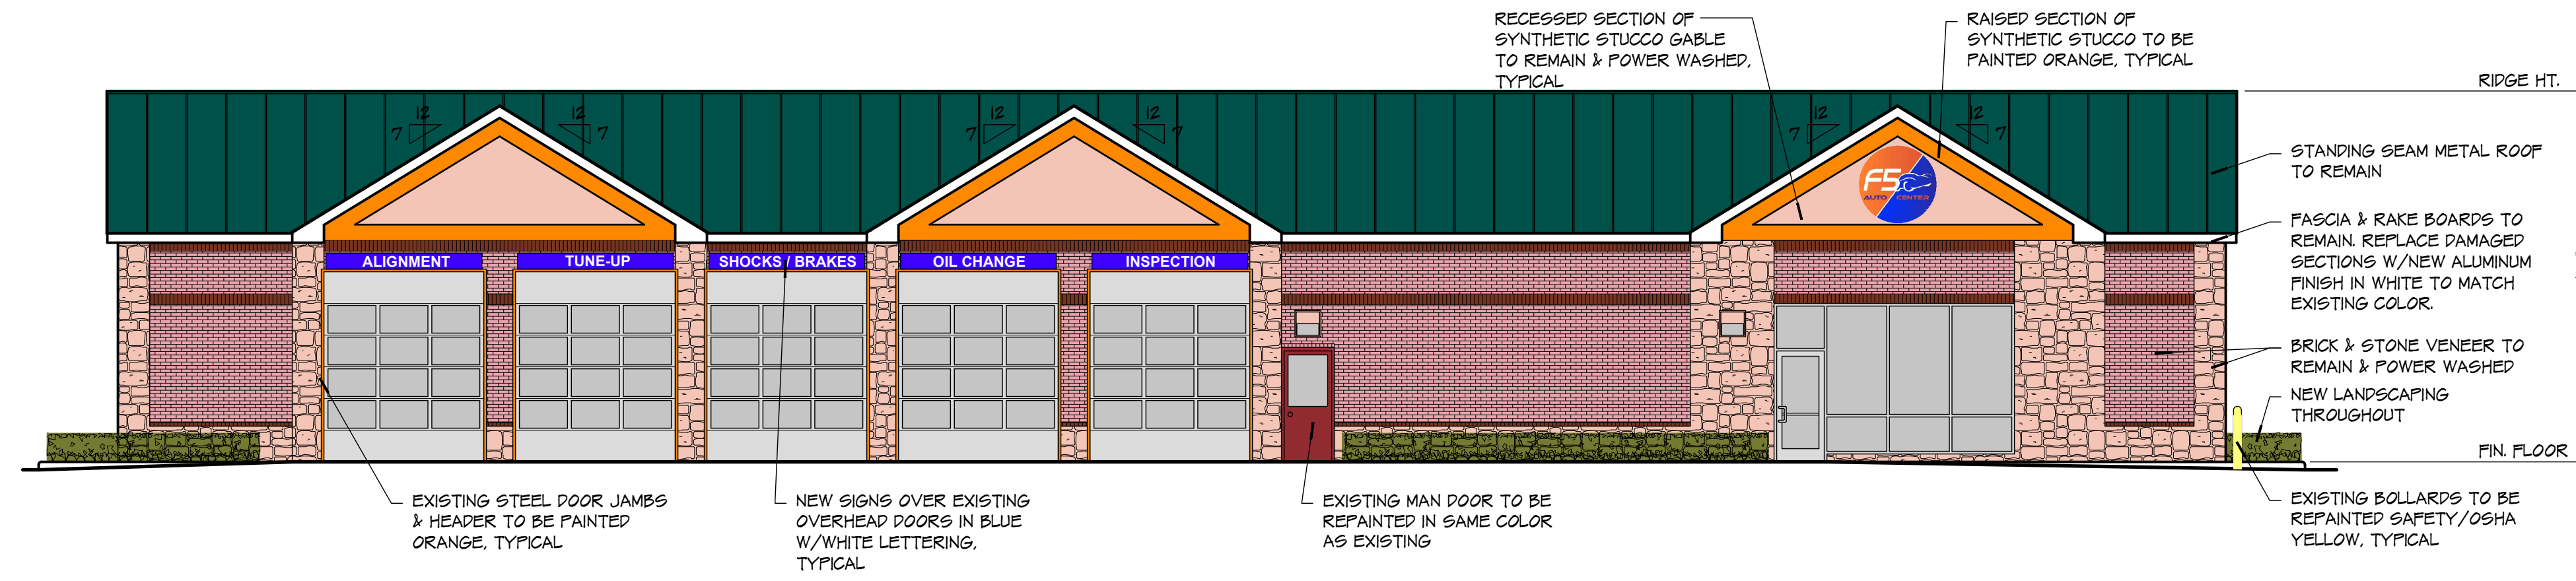 RECESSED SECTION OF
SYNTHETIC STUCCO GABLE
TO REMAIN & POWER WASHED,
TYPICAL
RAISED SECTION OF
SYNTHETIC STUCCO TO BE
PAINTED ORANGE, TYPICAL
RIDGE HT.
12
7
12
7
12
7
12
7
12
7
12
7
STANDING SEAM METAL ROOF
TO REMAIN
F5
AUTO CENTER
FASCIA & RAKE BOARDS TO
REMAIN. REPLACE DAMAGED
SECTIONS W/NEW ALUMINUM
FINISH IN WHITE TO MATCH
EXISTING COLOR.
ALIGNMENT
TUNE-UP
SHOCKS / BRAKES
OIL CHANGE
INSPECTION
BRICK & STONE VENEER TO
REMAIN & POWER WASHED
NEW LANDSCAPING
THROUGHOUT
FIN. FLOOR
EXISTING STEEL DOOR JAMBS
& HEADER TO BE PAINTED
ORANGE, TYPICAL
NEW SIGNS OVER EXISTING
OVERHEAD DOORS IN BLUE
W/WHITE LETTERING,
TYPICAL
EXISTING MAN DOOR TO BE
REPAINTED IN SAME COLOR
AS EXISTING
EXISTING BOLLARDS TO BE
REPAINTED SAFETY/OSHA
YELLOW, TYPICAL